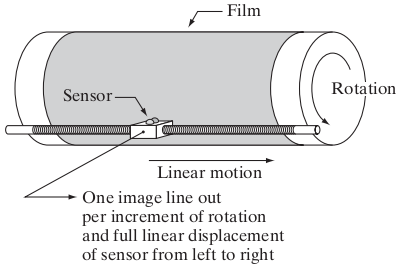 Film
Sensor
Rotation
Linear motion
One image line out
per increment of rotation
and full linear displacement
of sensor from left to right